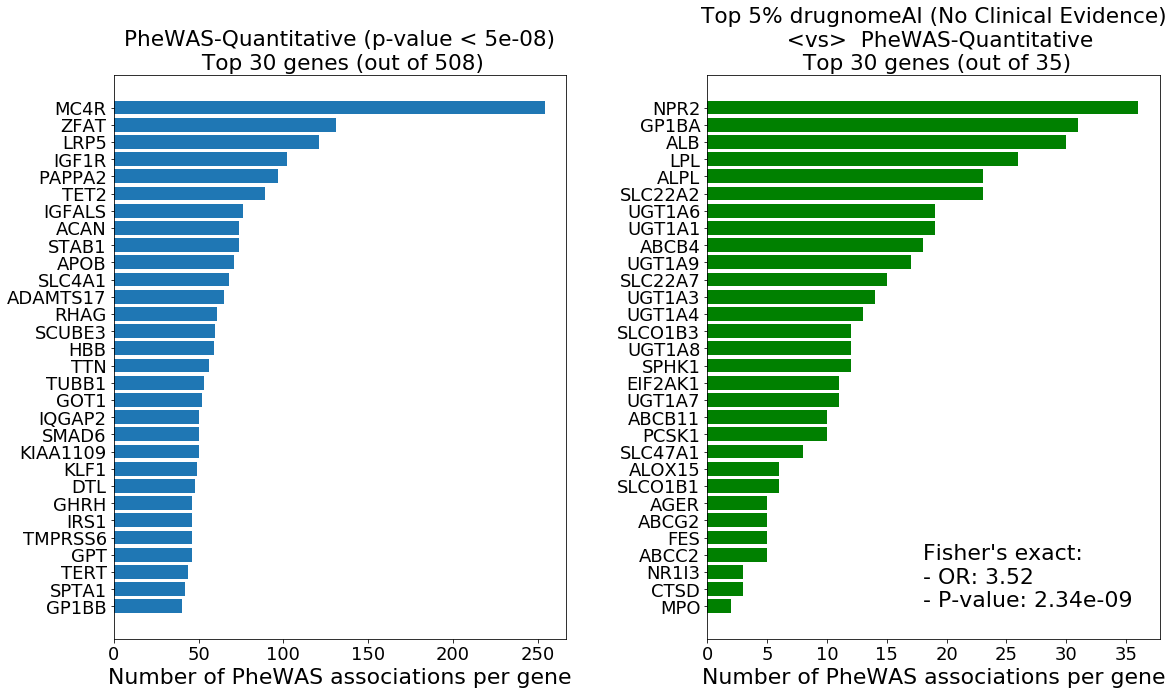 PheWAS-Quantitative (p-value < 5e-08)
Top 30 genes (out of 508)
MC4R
ZFAT
LRP5
IGF1R
PAPPA2
TET2
IGFALS
ACAN
STAB1
APOB
SLC4A1
ADAMTS17
RHAG
SCUBE3
HBB
TTN
TUBB1
GOT1
IQGAP2
SMAD6
KIAA1109
KLF1
DTL
GHRH
IRS1
TMPRSS6
GPT
TERT
SPTA1
GP1BB
0 50 100 150 200 250
Number of PheWAS associations per gene
Top 5% drugnomeAI (No Clinical Evidence)
<vs>  PheWAS-Quantitative
Top 30 genes (out of 35)
NPR2
GP1BA
ALB
LPL
ALPL
SLC22A2
UGT1A6
UGT1A1
ABCB4
UGT1A9
SLC22A7
UGT1A3
UGT1A4
SLCO1B3
UGT1A8
SPHK1
EIF2AK1
UGT1A7
ABCB11
PCSK1
SLC47A1
ALOX15
SLCO1B1
AGER
ABCG2
FES
ABCC2
NR1I3
CTSD
MPO
Fisher's exact:
- OR: 3.52
- P-value: 2.34e-09
0 5 10 15 20 25 30 35
Number of PheWAS associations per gene